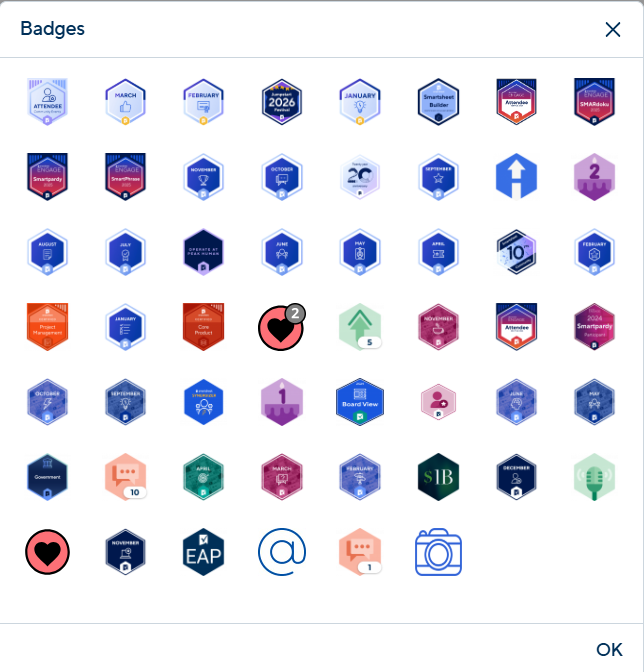 Badges
ATTENDEE
MARCH
FEBRUARY
2026
Festival
JANUARY
Smartsheet
Builder
ENGAGE
Attendee
ENGAGE
SMARdoku
ENGAGE
Smartpardy
ENGAGE
SmartPhrase
NOVEMBER
OCTOBER
SEPTEMBER
2
AUGUST
JULY
OPERATE AT
PEAK HUMAN
JUNE
MAY
APRIL
10
FEBRUARY
Project
Management
JANUARY
Core
Product
2
5
NOVEMBER
Attendee
2024
Smartpardy
Participant
OCTOBER
SEPTEMBER
1
Board View
JUNE
MAY
Government
10
APRIL
MARCH
FEBRUARY
$1B
DECEMBER
NOVEMBER
EAP
@
1
OK